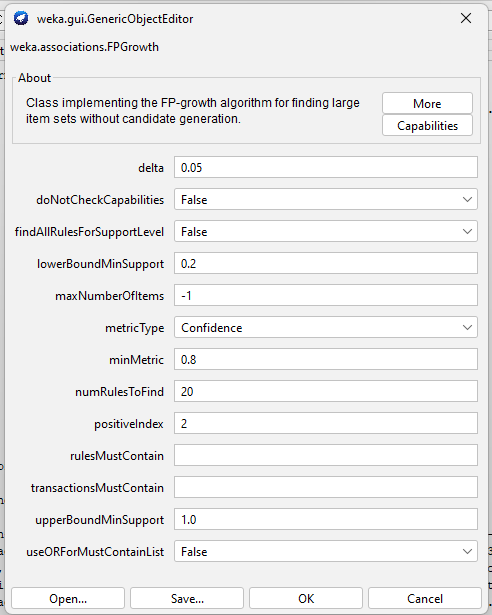 weka.gui.GenericObjectEditor
weka.associations.FPGrowth
About
Class implementing the FP-growth algorithm for finding large
item sets without candidate generation.
More
Capabilities
delta 0.05
doNotCheckCapabilities False
findAllRulesForSupportLevel False
lowerBoundMinSupport 0.2
maxNumberOfItems -1
metricType Confidence
minMetric 0.8
numRulesToFind 20
positiveIndex 2
rulesMustContain
transactionsMustContain
upperBoundMinSupport 1.0
useORForMustContainList False
Open... Save... OK Cancel